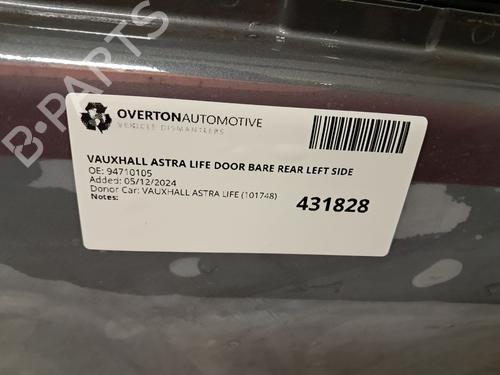 B-PARTS
OVERTONAUTOMOTIVE
VEHICLE DISMANTLERS
VAUXHALL ASTRA LIFE DOOR BARE REAR LEFT SIDE
OE: 94710105
Added: 05/12/2024
Donor Car: VAUXHALL ASTRA LIFE (101748)
Notes:
431828